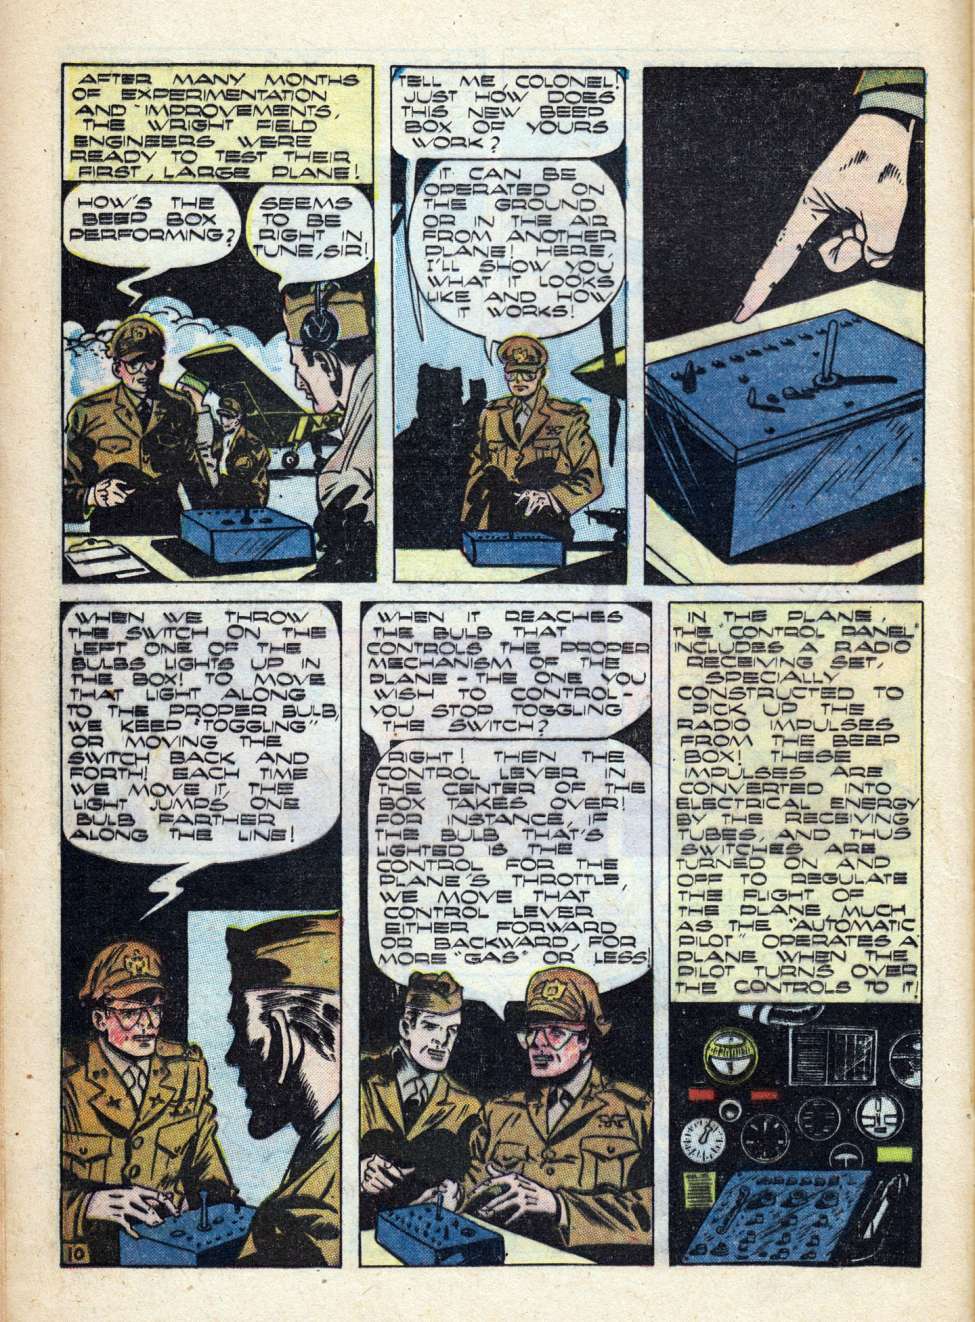 AFTER MANY MONTHS
OF EXPERIMENTATION
AND IMPROVEMENTS,
THE WRIGHT FIELD
ENGINEERS WERE
READY TO TEST THEIR
FIRST, LARGE PLANE!
HOW'S THE
BEEP BOX
PERFORMING?
SEEMS
TO BE
RIGHT IN
TUNE, SIR!
TELL ME COLONEL!
JUST HOW DOES
THIS NEW BEEP
BOX OF YOURS
WORK?
IT CAN BE
OPERATED ON
THE GROUND
OR IN THE AIR
FROM ANOTHER
PLANE! HERE,
I'LL SHOW YOU
WHAT IT LOOKS
LIKE AND HOW
IT WORKS!
WHEN WE THROW
THE SWITCH ON THE
LEFT ONE OF THE
BULBS LIGHTS UP IN
THE BOX! TO MOVE
THAT LIGHT ALONG
TO THE PROPER BULB,
WE KEEP "TOGGLING"
OR MOVING THE
SWITCH BACK AND
FORTH! EACH TIME
WE MOVE IT, THE
LIGHT JUMPS ONE
BULB FARTHER
ALONG THE LINE!
WHEN IT REACHES
THE BULB THAT
CONTROLS THE PROPER
MECHANISM OF THE
PLANE - THE ONE YOU
WISH TO CONTROL -
YOU STOP TOGGLING
THE SWITCH?
RIGHT! THEN THE
CONTROL LEVER IN
THE CENTER OF THE
BOX TAKES OVER!
FOR INSTANCE, IF
THE BULB THAT'S
LIGHTED IS THE
CONTROL FOR THE
PLANE'S THROTTLE,
WE MOVE THAT
CONTROL LEVER
EITHER FORWARD
OR BACKWARD, FOR
MORE "GAS" OR LESS!
IN THE PLANE,
THE "CONTROL PANEL"
INCLUDES A RADIO
RECEIVING SET,
SPECIALLY
CONSTRUCTED TO
PICK UP THE
RADIO IMPULSES
FROM THE BEEP
BOX! THESE
IMPULSES ARE
CONVERTED INTO
ELECTRICAL ENERGY
BY THE RECEIVING
TUBES AND THUS
SWITCHES ARE
TURNED ON AND
OFF TO REGULATE
THE FLIGHT OF
THE PLANE, MUCH
AS THE "AUTOMATIC
PILOT" OPERATES A
PLANE WHEN THE
PILOT TURNS OVER
THE CONTROLS TO IT!
10